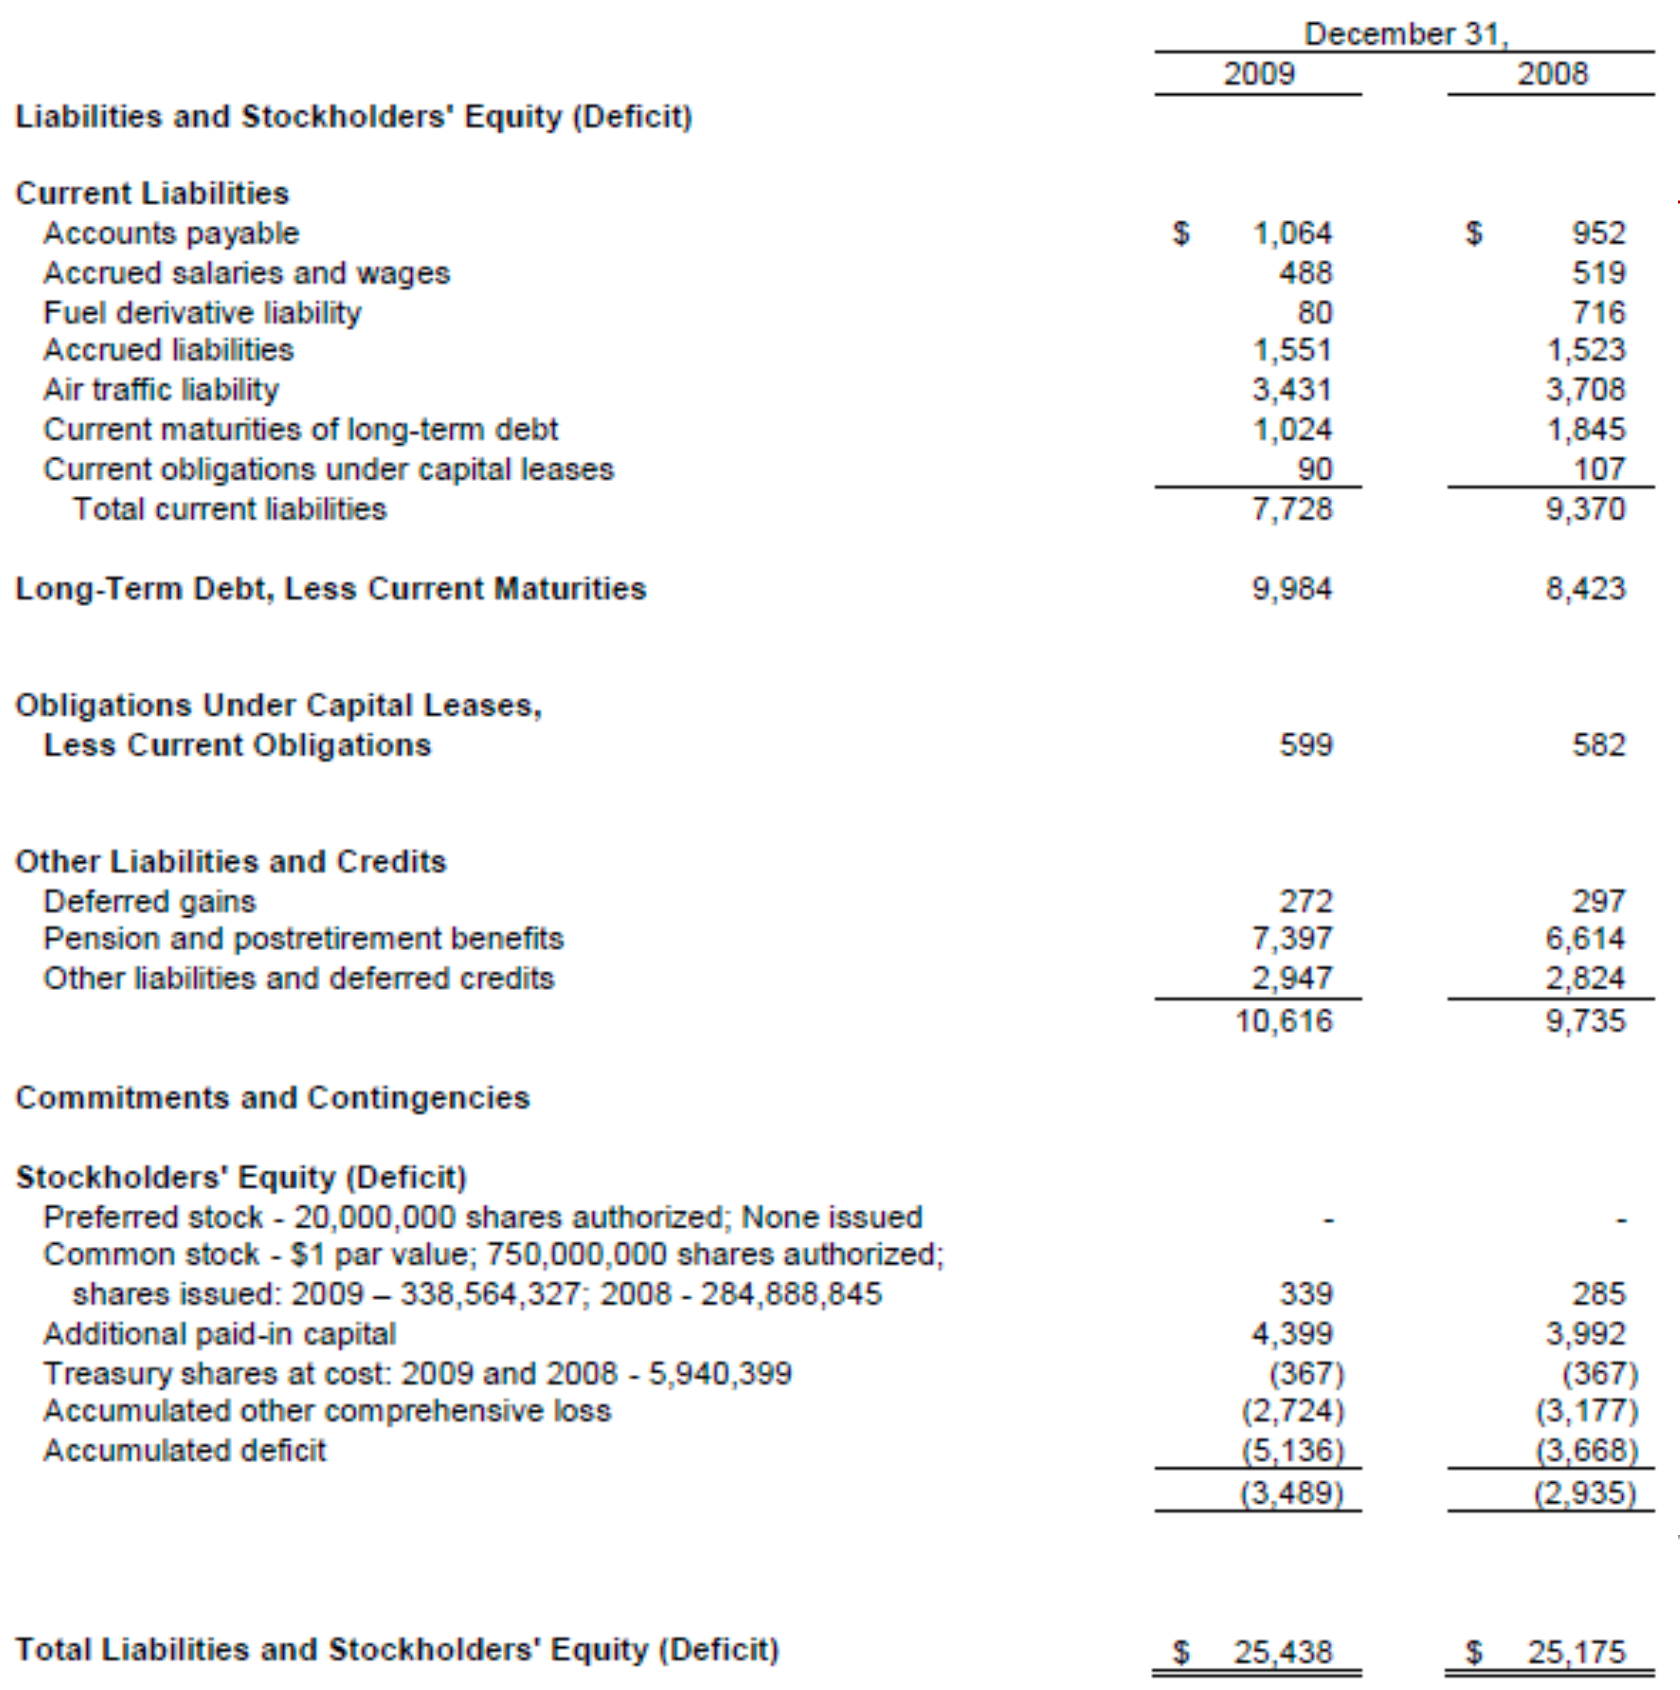 December 31,
2009 2008
Liabilities and Stockholders' Equity (Deficit)
Current Liabilities
Accounts payable $ 1,064 $ 952
Accrued salaries and wages 488 519
Fuel derivative liability 80 716
Accrued liabilities 1,551 1,523
Air traffic liability 3,431 3,708
Current maturities of long-term debt 1,024 1,845
Current obligations under capital leases 90 107
Total current liabilities 7,728 9,370
Long-Term Debt, Less Current Maturities 9,984 8,423
Obligations Under Capital Leases,
Less Current Obligations 599 582
Other Liabilities and Credits
Deferred gains 272 297
Pension and postretirement benefits 7,397 6,614
Other liabilities and deferred credits 2,947 2,824
10,616 9,735
Commitments and Contingencies
Stockholders' Equity (Deficit)
Preferred stock - 20,000,000 shares authorized; None issued - -
Common stock - $1 par value; 750,000,000 shares authorized;
shares issued: 2009 – 338,564,327; 2008 - 284,888,845 339 285
Additional paid-in capital 4,399 3,992
Treasury shares at cost: 2009 and 2008 - 5,940,399 (367) (367)
Accumulated other comprehensive loss (2,724) (3,177)
Accumulated deficit (5,136) (3,668)
(3,489) (2,935)
Total Liabilities and Stockholders' Equity (Deficit) $ 25,438 $ 25,175